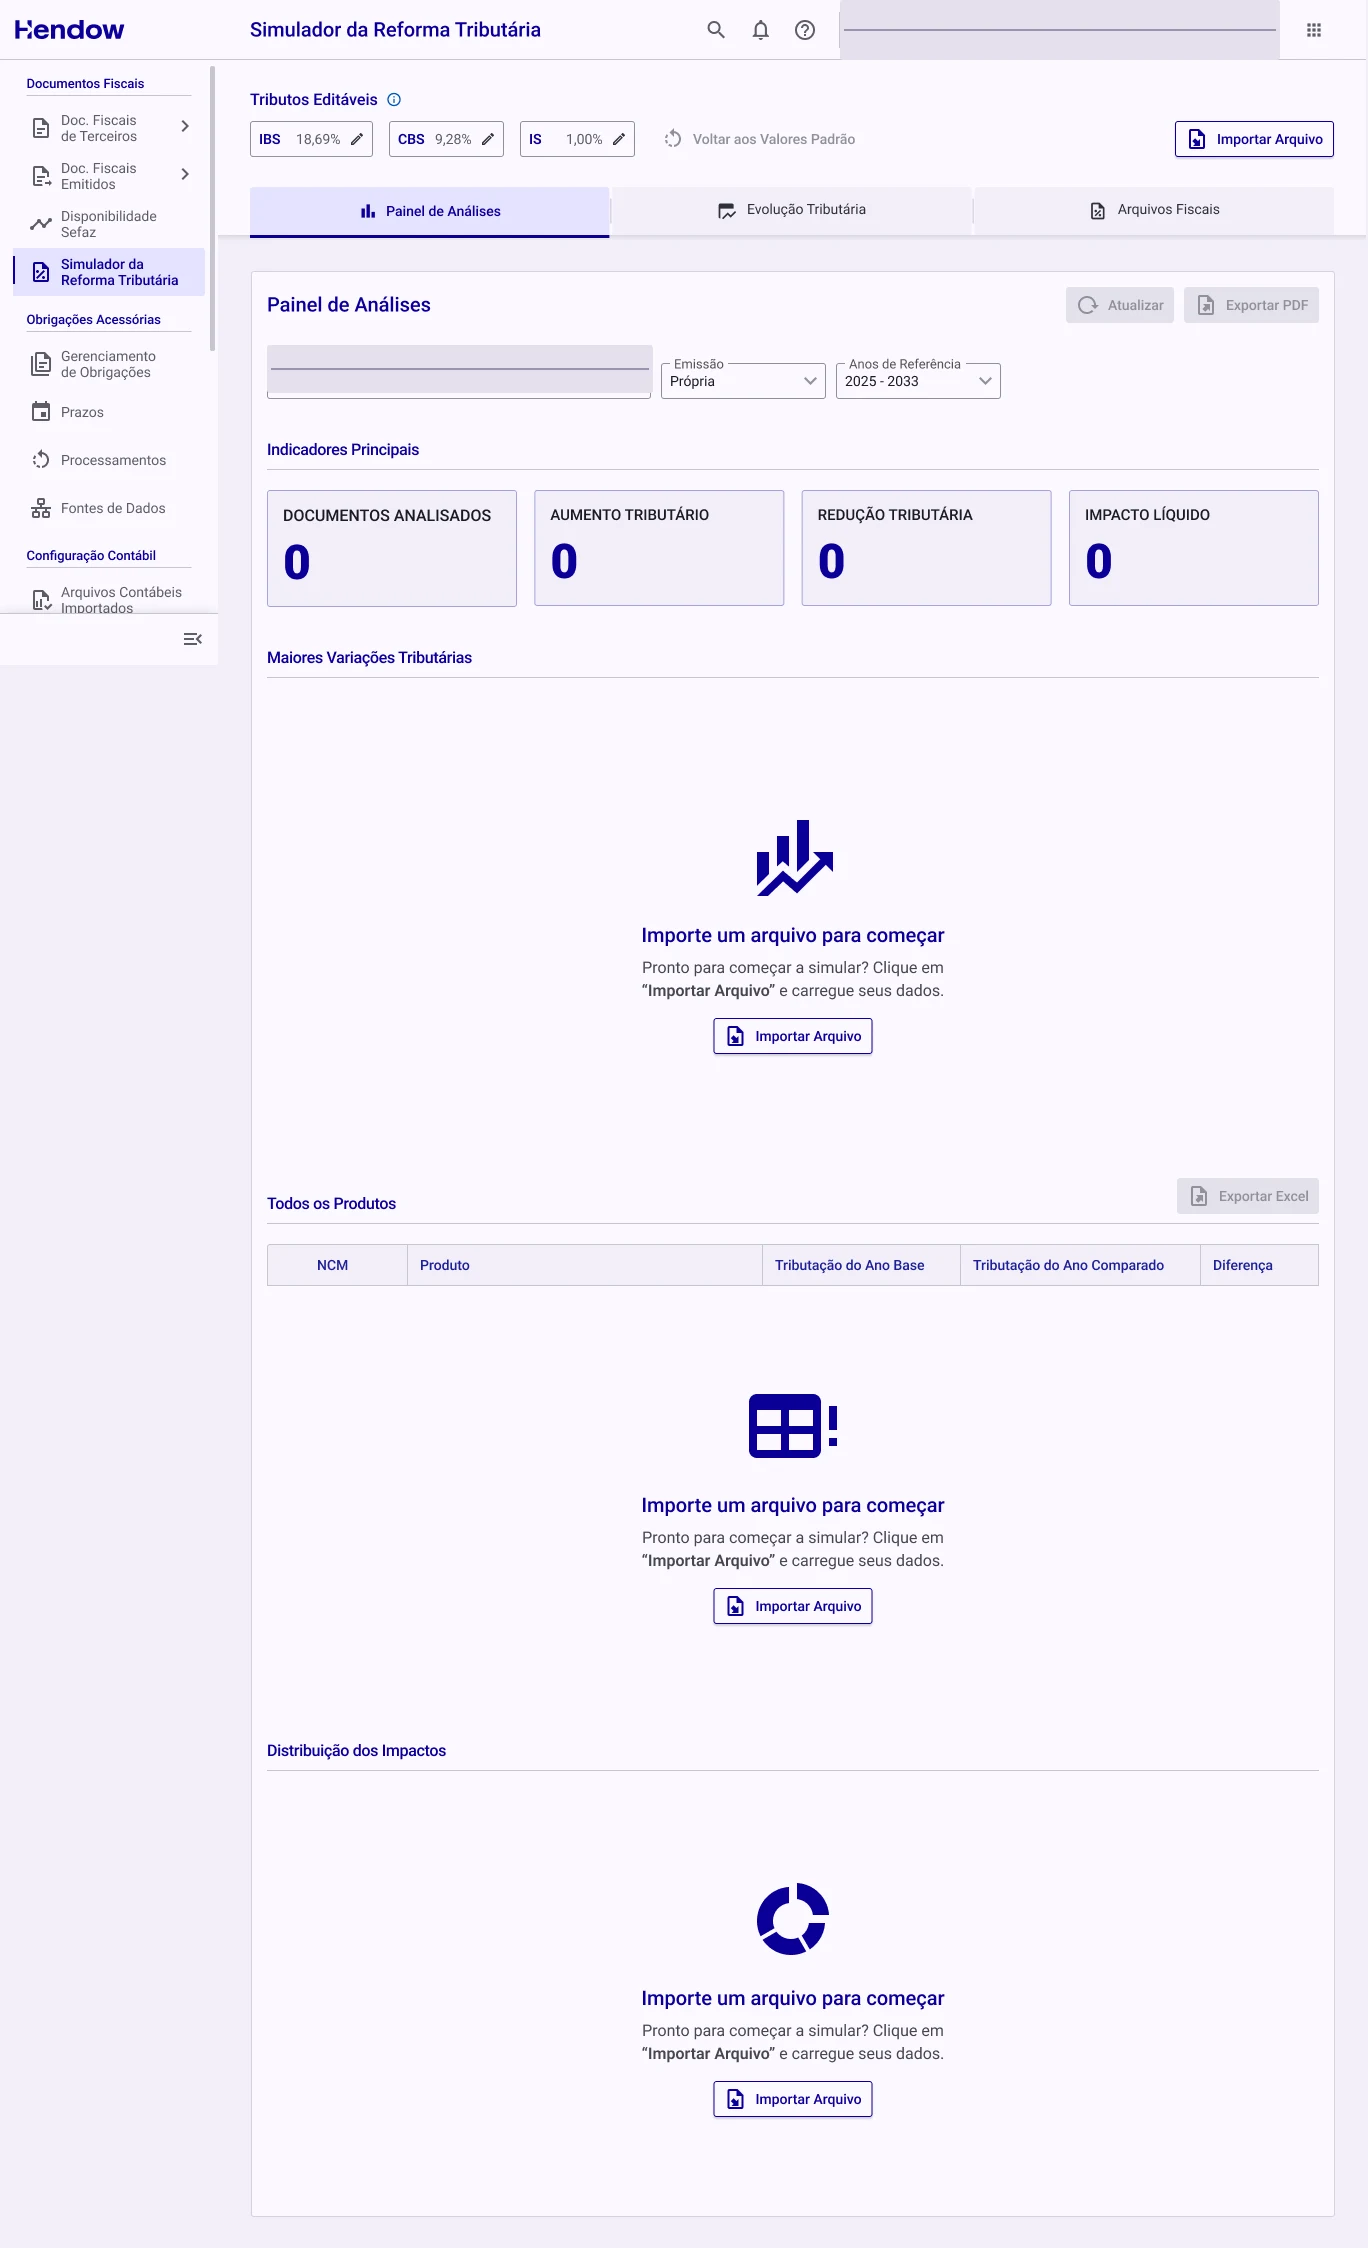 Hendow
Simulador da Reforma Tributária
Documentos Fiscais
Doc. Fiscais
de Terceiros
Doc. Fiscais
Emitidos
Disponibilidade
Sefaz
Simulador da
Reforma Tributária
Obrigações Acessórias
Gerenciamento
de Obrigações
Prazos
Processamentos
Fontes de Dados
Configuração Contábil
Arquivos Contábeis
Importados
Tributos Editáveis
IBS 18,69% CBS 9,28% IS 1,00% Voltar aos Valores Padrão Importar Arquivo
Painel de Análises Evolução Tributária Arquivos Fiscais
Painel de Análises Atualizar Exportar PDF
Emissão Anos de Referência
Própria 2025 - 2033
Indicadores Principais
DOCUMENTOS ANALISADOS AUMENTO TRIBUTÁRIO REDUÇÃO TRIBUTÁRIA IMPACTO LÍQUIDO
0 0 0 0
Maiores Variações Tributárias
Importe um arquivo para começar
Pronto para começar a simular? Clique em
“Importar Arquivo” e carregue seus dados.
Importar Arquivo
Todos os Produtos Exportar Excel
NCM Produto Tributação do Ano Base Tributação do Ano Comparado Diferença
Importe um arquivo para começar
Pronto para começar a simular? Clique em
“Importar Arquivo” e carregue seus dados.
Importar Arquivo
Distribuição dos Impactos
Importe um arquivo para começar
Pronto para começar a simular? Clique em
“Importar Arquivo” e carregue seus dados.
Importar Arquivo